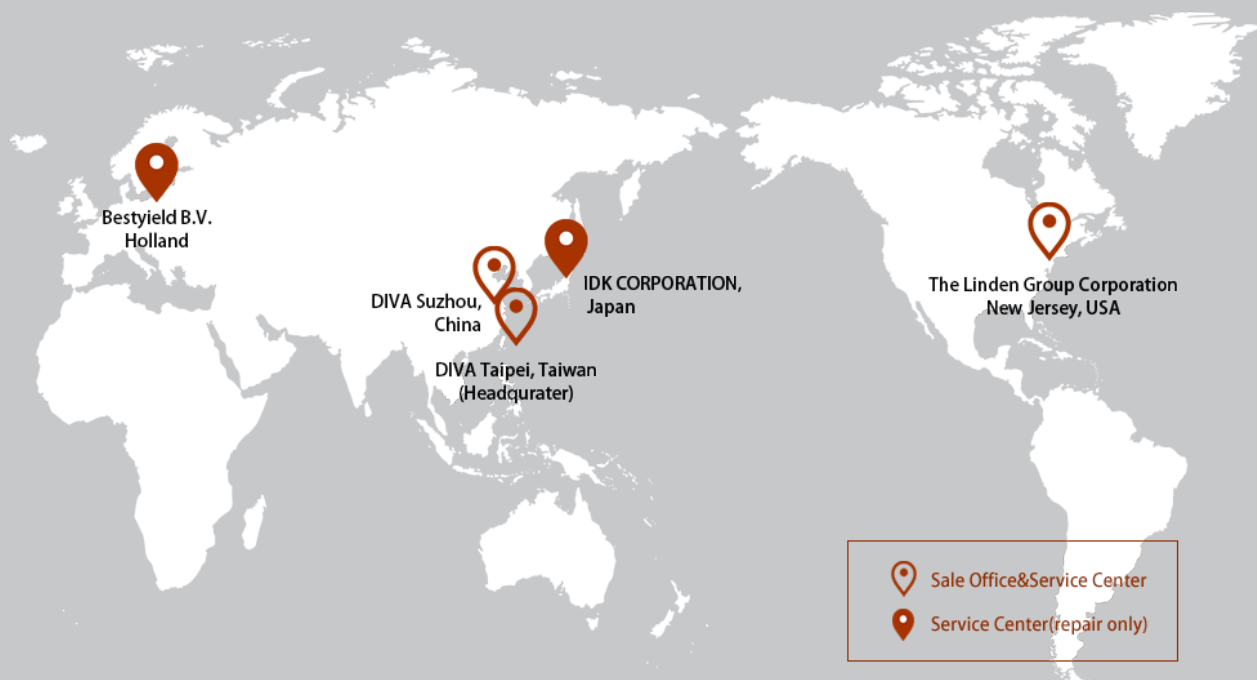 Bestyield B.V.
Holland
DIVA Suzhou,
China
IDK CORPORATION,
Japan
DIVA Taipei, Taiwan
(Headqurater)
The Linden Group Corporation
New Jersey, USA
Sale Office&Service Center
Service Center(repair only)